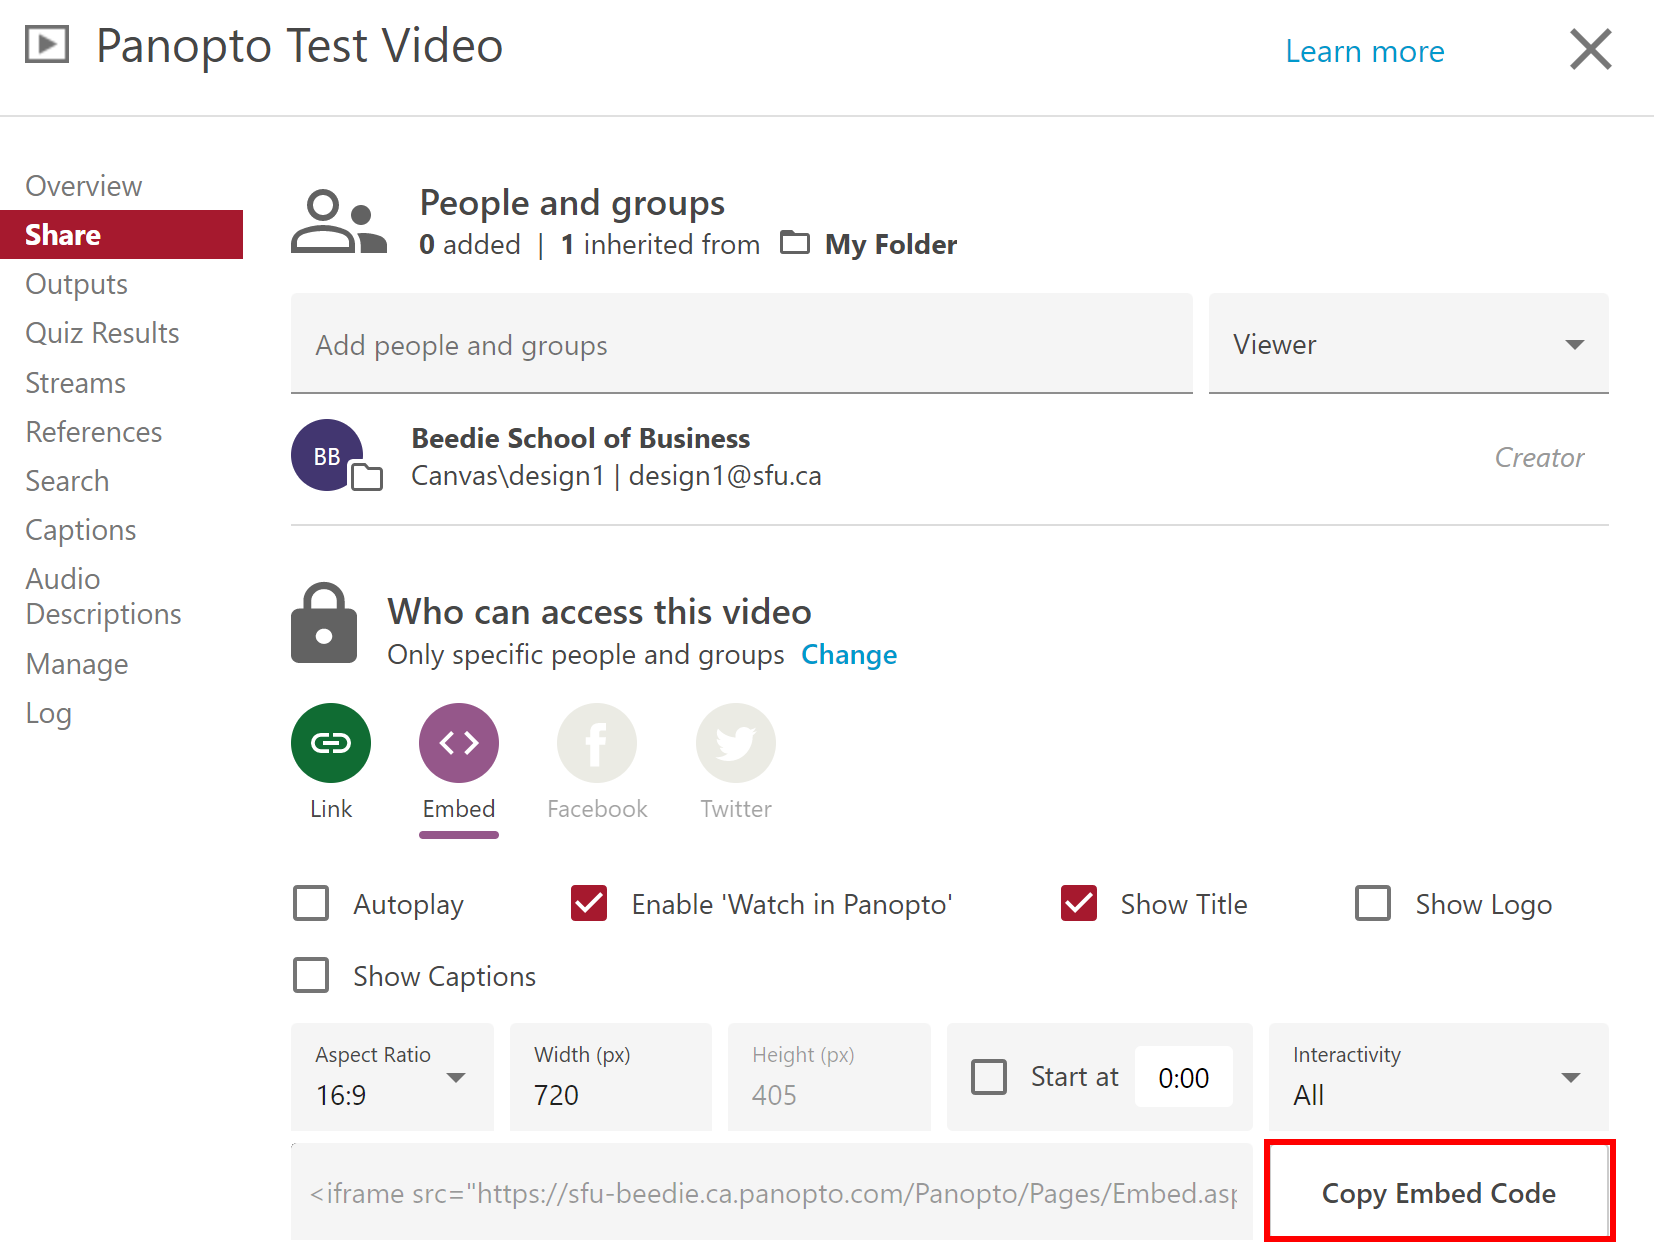 Panopto Test Video
Learn more
Overview
Share
Outputs
Quiz Results
Streams
References
Search
Captions
Audio
Descriptions
Manage
Log
People and groups
0 added | 1 inherited from My Folder
Add people and groups
Viewer
BB
Beedie School of Business
Canvas\design1 | design1@sfu.ca
Creator
Who can access this video
Only specific people and groups Change
Link
Embed
Facebook
Twitter
Autoplay
Enable 'Watch in Panopto'
Show Title
Show Logo
Show Captions
Aspect Ratio
16:9
Width (px)
720
Height (px)
405
Start at
0:00
Interactivity
All
<iframe src="https://sfu-beedie.ca.panopto.com/Panopto/Pages/Embed.asp
Copy Embed Code